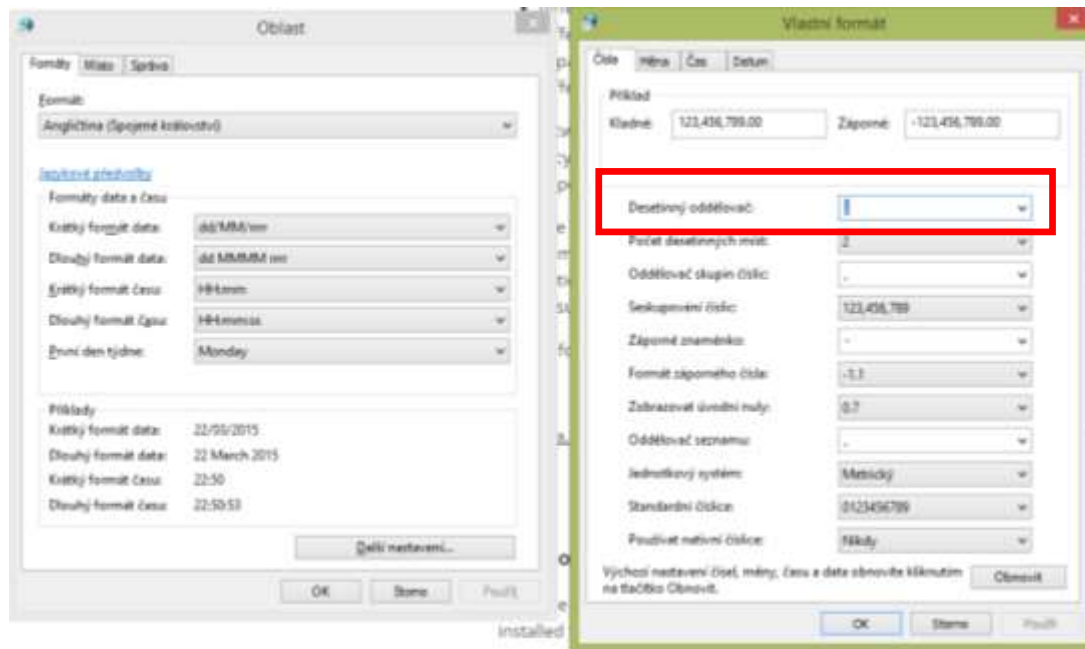 Oblast
Formáty Místo Správa
Formát:
Angličtina (Spojené království)
Jazykové předvolby
Formáty data a času
Krátký formát data: dd/MM/rrrr
Dlouhý formát data: dd MMMM rrrr
Krátký formát času: HH:mm
Dlouhý formát času: HH:mm:ss
První den týdne: Monday
Příklady
Krátký formát data: 22/03/2015
Dlouhý formát data: 22 March 2015
Krátký formát času: 22:50
Dlouhý formát času: 22:50:53
Další nastavení...
OK Storno Použít
installed
Vlastní formát
Čísla Měna Čas Datum
Příklad
Kladné: 123,456,789.00 Záporné: -123,456,789.00
Desetinný oddělovač:
Počet desetinných míst: 2
Oddělovač skupin číslic: ,
Seskupování číslic: 123,456,789
Záporné znaménko: -
Formát záporného čísla: -1.1
Zobrazovat úvodní nuly: 0.7
Oddělovač seznamu: ,
Jednotkový systém: Metrický
Standardní číslice: 0123456789
Používat nativní číslice: Nikdy
Výchozí nastavení čísel, měny, času a data obnovíte kliknutím
na tlačítko Obnovit.
Obnovit
OK Storno Použít